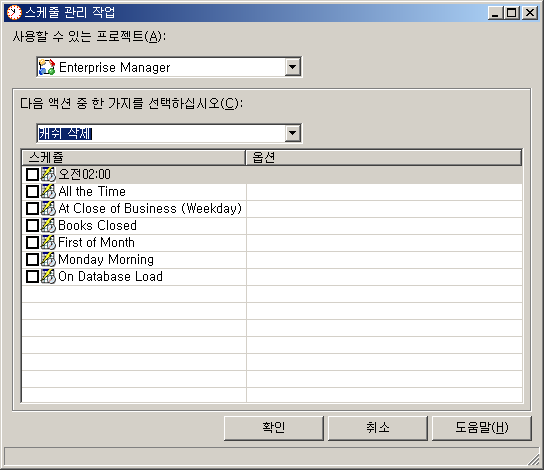 스케줄 관리 작업
사용할 수 있는 프로젝트(A):
Enterprise Manager
다음 액션 중 한 가지를 선택하십시오(C):
캐쉬 삭제
스케쥴 옵션
오전02:00
All the Time
At Close of Business (Weekday)
Books Closed
First of Month
Monday Morning
On Database Load
확인 취소 도움말(H)